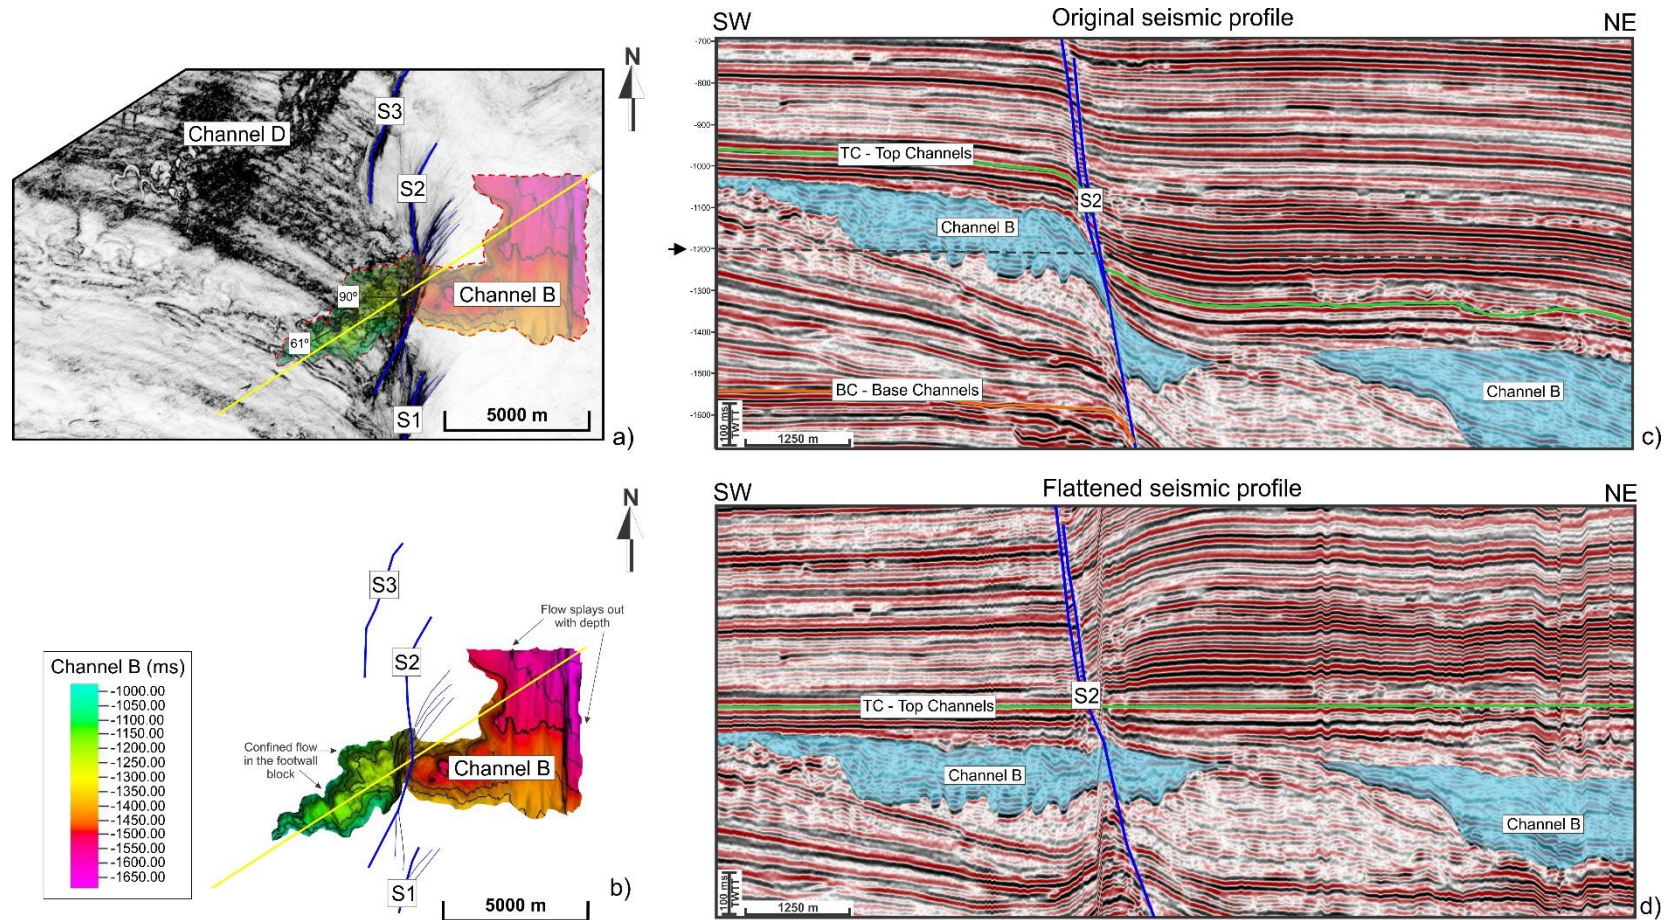 N
S3
Channel D
S2
90º
Channel B
61º
S1
5000 m
a)
N
S3
S2
Flow splays out
with depth
Channel B (ms)
-1000.00
-1050.00
-1100.00
-1150.00
-1200.00
-1250.00
-1300.00
-1350.00
-1400.00
-1450.00
-1500.00
-1550.00
-1600.00
-1650.00
Confined flow
in the footwall
block
Channel B
S1
5000 m
b)
SW
Original seismic profile
NE
-700
-800
-900
-1000
-1100
-1200
-1300
-1400
-1500
-1600
TC - Top Channels
S2
Channel B
BC - Base Channels
Channel B
100 ms
TWTT
1250 m
c)
SW
Flattened seismic profile
NE
S2
TC - Top Channels
Channel B
Channel B
100 ms
TWTT
1250 m
d)